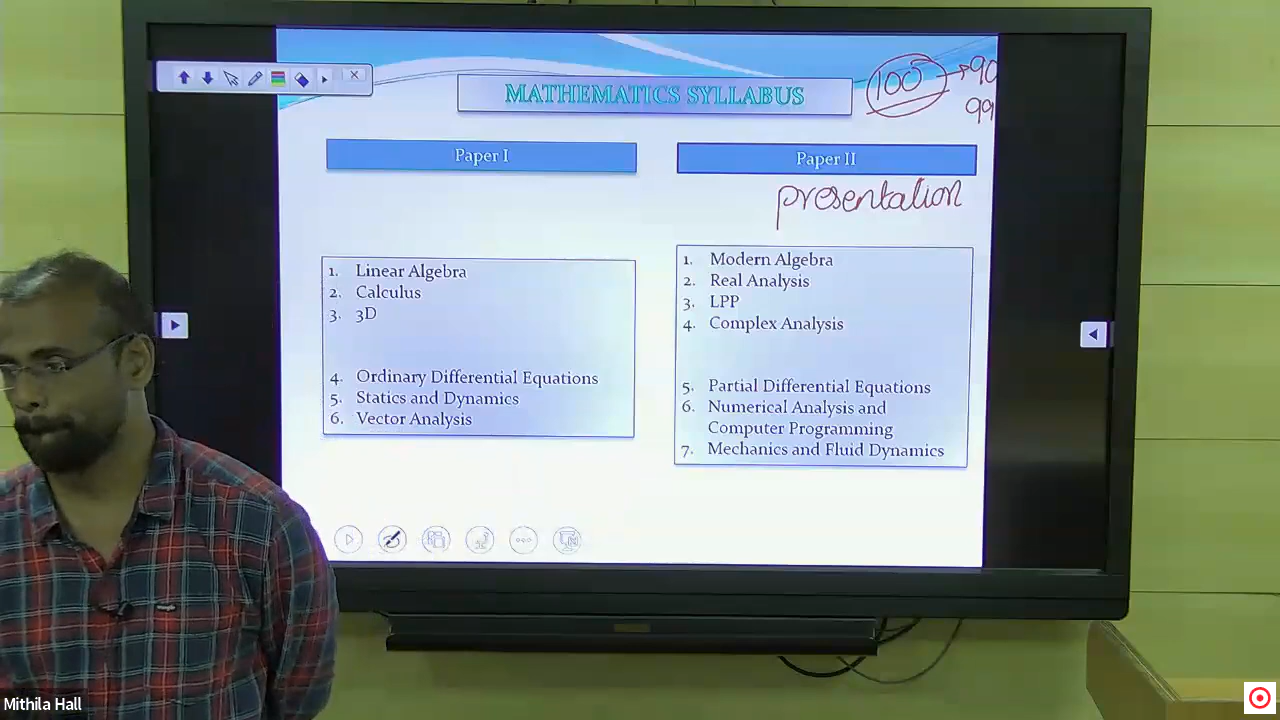 MATHEMATICS SYLLABUS
100
90
99
Paper I
Paper II
presentation
1. Linear Algebra
2. Calculus
3. 3D
4. Ordinary Differential Equations
5. Statics and Dynamics
6. Vector Analysis
1. Modern Algebra
2. Real Analysis
3. LPP
4. Complex Analysis
5. Partial Differential Equations
6. Numerical Analysis and
Computer Programming
7. Mechanics and Fluid Dynamics
Mithila Hall